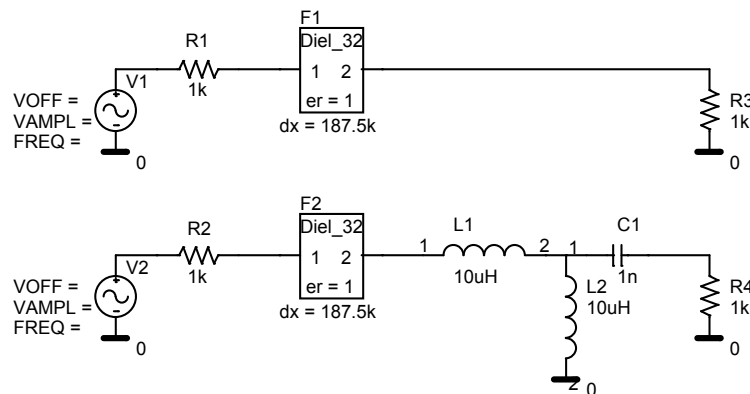 F1
R1
Diel_32
V1
1k
1 2
R3
VOFF =
VAMPL =
FREQ =
er = 1
1k
dx = 187.5k
0
0
F2
R2
Diel_32
L1
C1
V2
1k
1 2
1
2
1
10uH
1n
VOFF =
VAMPL =
FREQ =
er = 1
L2
10uH
R4
1k
dx = 187.5k
0
0
2
0